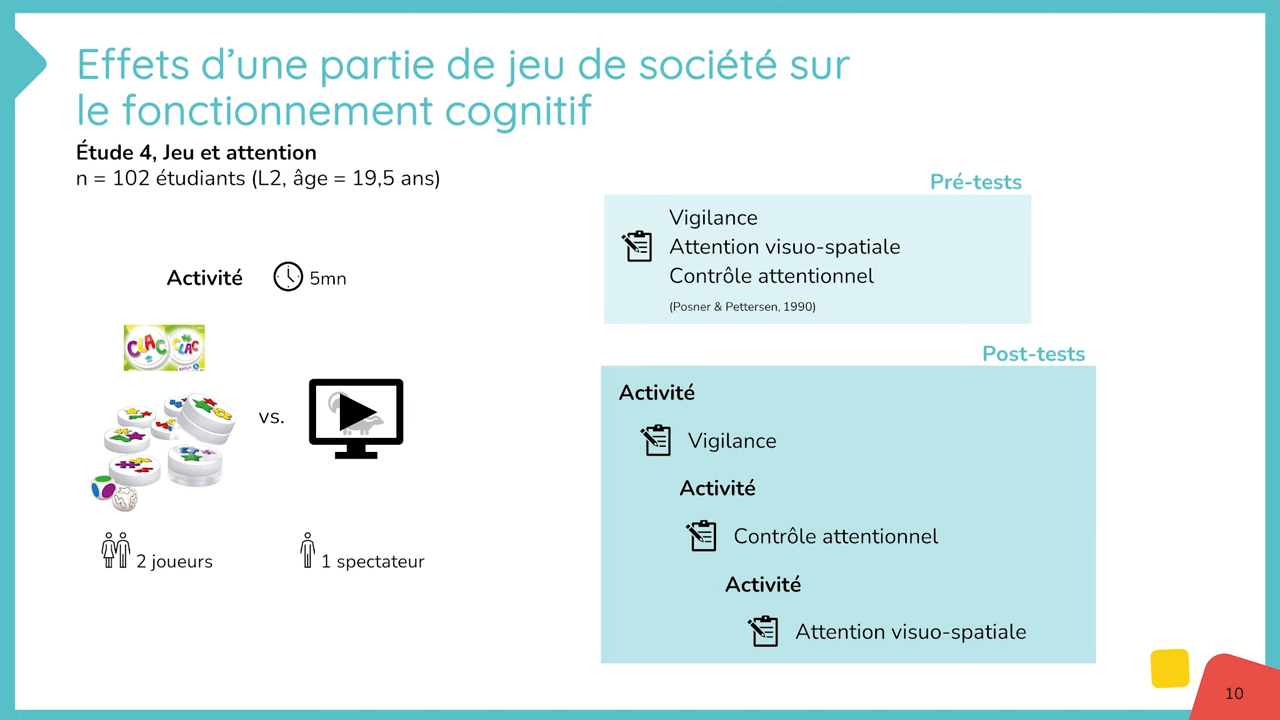 Effets d’une partie de jeu de société sur
le fonctionnement cognitif
Étude 4, Jeu et attention
n = 102 étudiants (L2, âge = 19,5 ans)
Activité 5mn
CLAC CLAC
vs.
2 joueurs
1 spectateur
Pré-tests
Vigilance
Attention visuo-spatiale
Contrôle attentionnel
(Posner & Pettersen, 1990)
Post-tests
Activité
Vigilance
Activité
Contrôle attentionnel
Activité
Attention visuo-spatiale
10